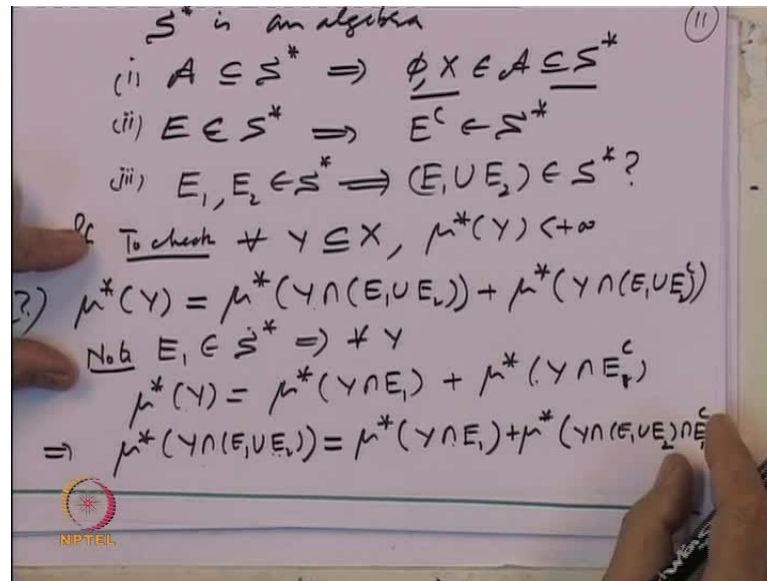 S* is an algebra
11
(i) A ⊆ S* ⟹ ϕ, X ∈ A ⊆ S*
(ii) E ∈ S* ⟹ E^c ∈ S*
(iii) E₁, E₂ ∈ S* ⟹ (E₁ ∪ E₂) ∈ S* ?
To check ∀ Y ⊆ X, μ*(Y) < +∞
?) μ*(Y) = μ*(Y ∩ (E₁ ∪ E₂)) + μ*(Y ∩ (E₁ ∪ E₂)^c)
Note E₁ ∈ S* ⟹ ∀ Y
μ*(Y) = μ*(Y ∩ E₁) + μ*(Y ∩ E₁^c)
⟹ μ*(Y ∩ (E₁ ∪ E₂)) = μ*(Y ∩ E₁) + μ*(Y ∩ (E₁ ∪ E₂) ∩ E₁^c
NPTEL